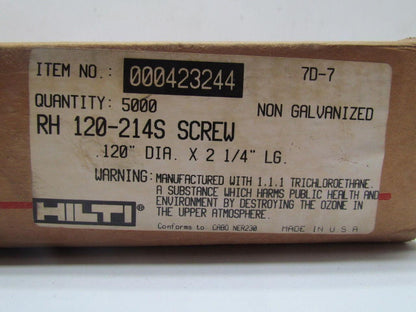 ITEM NO.: 000423244 7D-7
QUANTITY: 5000 NON GALVANIZED
RH 120-214S SCREW
.120" DIA. X 2 1/4" LG.
WARNING: MANUFACTURED WITH 1.1.1 TRICHLOROETHANE.
A SUBSTANCE WHICH HARMS PUBLIC HEALTH AND
ENVIRONMENT BY DESTROYING THE OZONE IN
THE UPPER ATMOSPHERE.
HILTI®
Conforms to CABO NER230 MADE IN U S A